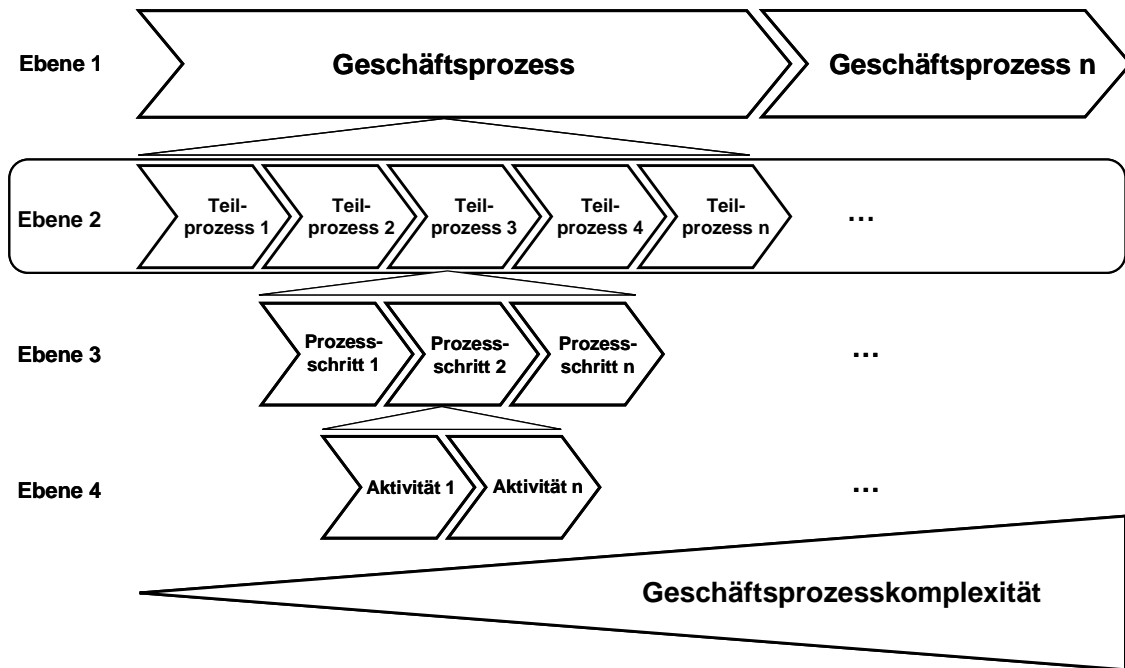 Ebene 1
Geschäftsprozess
Geschäftsprozess n
Ebene 2
Teil-
prozess 1
Teil-
prozess 2
Teil-
prozess 3
Teil-
prozess 4
Teil-
prozess n
...
Ebene 3
Prozess-
schritt 1
Prozess-
schritt 2
Prozess-
schritt n
...
Ebene 4
Aktivität 1
Aktivität n
...
Geschäftsprozesskomplexität